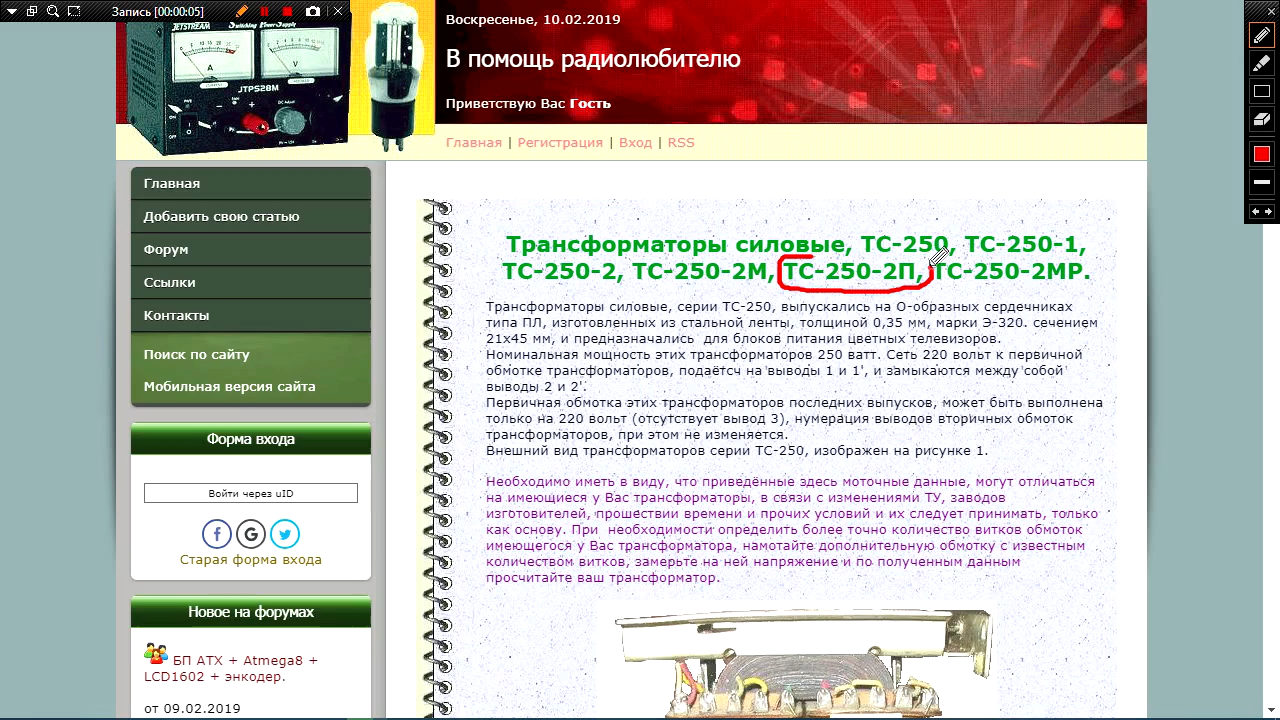 Запись [00:00:05]
JETSTREAM
Switching Power Supply
A
V
JTPS28M
Воскресенье, 10.02.2019
В помощь радиолюбителю
Приветствую Вас Гость
Главная | Регистрация | Вход | RSS
Главная
Добавить свою статью
Форум
Ссылки
Контакты
Поиск по сайту
Мобильная версия сайта
Форма входа
Войти через uID
Старая форма входа
Новое на форумах
БП ATX + Atmega8 +
LCD1602 + энкодер.
от 09.02.2019
Трансформаторы силовые, ТС-250, ТС-250-1,
ТС-250-2, ТС-250-2М, ТС-250-2П, ТС-250-2МР.
Трансформаторы силовые, серии ТС-250, выпускались на О-образных сердечниках
типа ПЛ, изготовленных из стальной ленты, толщиной 0,35 мм, марки Э-320. сечением
21х45 мм, и предназначались для блоков питания цветных телевизоров.
Номинальная мощность этих трансформаторов 250 ватт. Сеть 220 вольт к первичной
обмотке трансформаторов, подаётсч на выводы 1 и 1', и замыкаются между собой
выводы 2 и 2'.
Первичная обмотка этих трансформаторов последних выпусков, может быть выполнена
только на 220 вольт (отсутствует вывод 3), нумерация выводов вторичных обмоток
трансформаторов, при этом не изменяется.
Внешний вид трансформаторов серии ТС-250, изображен на рисунке 1.
Необходимо иметь в виду, что приведённые здесь моточные данные, могут отличаться
на имеющиеся у Вас трансформаторы, в связи с изменениями ТУ, заводов
изготовителей, прошествии времени и прочих условий и их следует принимать, только
как основу. При необходимости определить более точно количество витков обмоток
имеющегося у Вас трансформатора, намотайте дополнительную обмотку с известным
количеством витков, замерьте на ней напряжение и по полученным данным
просчитайте ваш трансформатор.